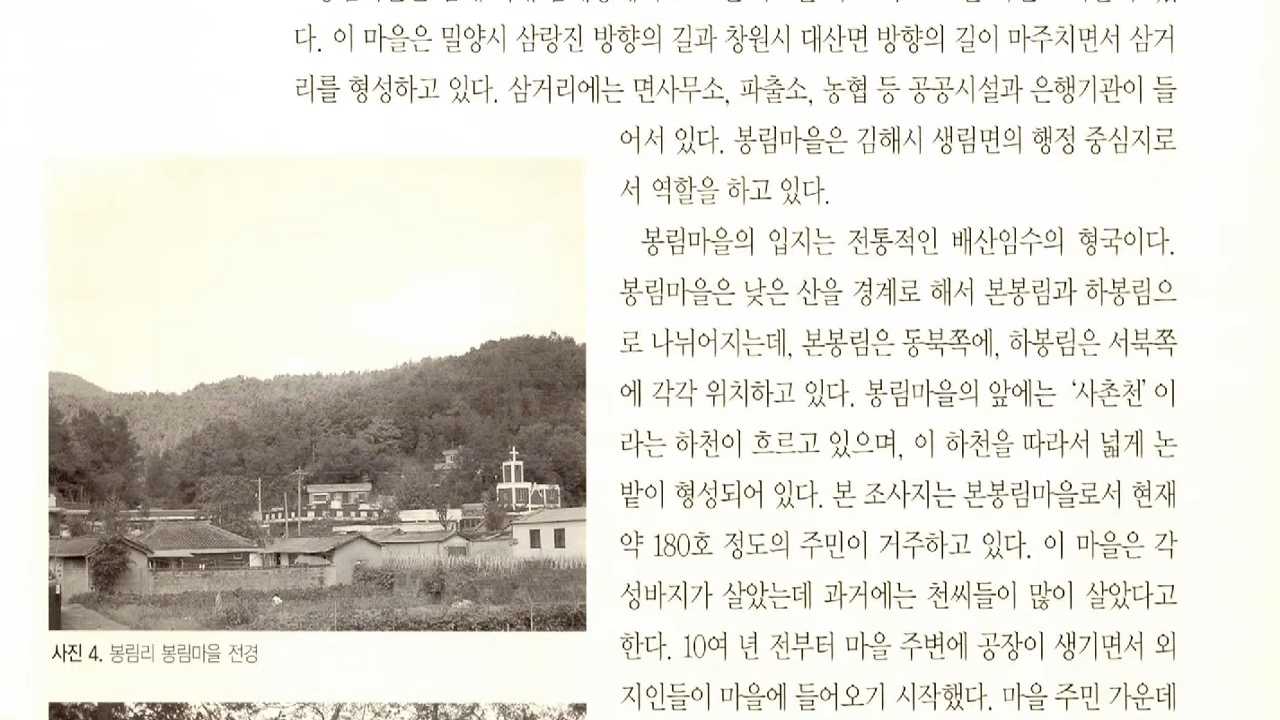 다. 이 마을은 밀양시 삼랑진 방향의 길과 창원시 대산면 방향의 길이 마주치면서 삼거
리를 형성하고 있다. 삼거리에는 면사무소, 파출소, 농협 등 공공시설과 은행기관이 들
어서 있다. 봉림마을은 김해시 생림면의 행정 중심지로
서 역할을 하고 있다.
봉림마을의 입지는 전통적인 배산임수의 형국이다.
봉림마을은 낮은 산을 경계로 해서 본봉림과 하봉림으
로 나뉘어지는데, 본봉림은 동북쪽에, 하봉림은 서북쪽
에 각각 위치하고 있다. 봉림마을의 앞에는 ‘사촌천’이
라는 하천이 흐르고 있으며, 이 하천을 따라서 넓게 논
밭이 형성되어 있다. 본 조사지는 본봉림마을로서 현재
약 180호 정도의 주민이 거주하고 있다. 이 마을은 각
성바지가 살았는데 과거에는 천씨들이 많이 살았다고
한다. 10여 년 전부터 마을 주변에 공장이 생기면서 외
지인들이 마을에 들어오기 시작했다. 마을 주민 가운데
사진 4. 봉림리 봉림마을 전경